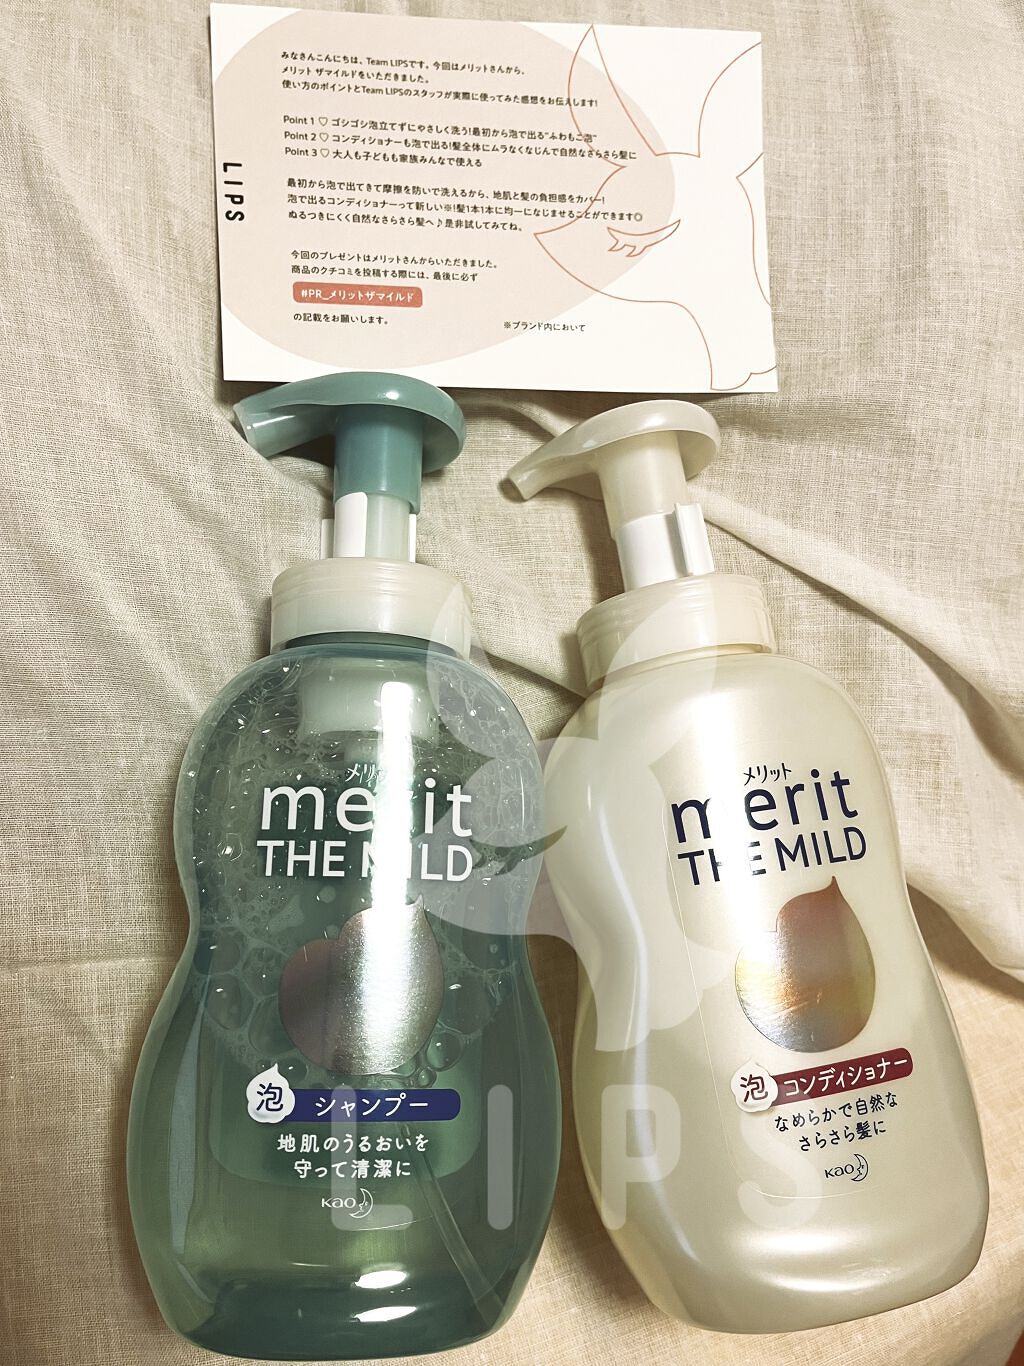 みなさんこんにちは、Team LIPSです。今回はメリットさんから、
メリット ザマイルドをいただきました。
使い方のポイントとTeam LIPSのスタッフが実際に使ってみた感想をお伝えします!
Point 1 ♡ ゴシゴシ泡立てずにやさしく洗う!最初から泡で出る"ふわもこ泡"
Point 2 ♡ コンディショナーも泡で出る!髪全体にムラなくなじんで自然なさらさら髪に
Point 3 ♡ 大人も子どもも家族みんなで使える
LIPS
最初から泡で出てきて摩擦を防いで洗えるから、地肌と髪の負担感をカバー!
泡で出るコンディショナーって新しい※!髪1本1本に均一になじませることができます◎
ぬるつきにくく自然なさらさら髪へ♪是非試してみてね。
今回のプレゼントはメリットさんからいただきました。
商品のクチコミを投稿する際には、最後に必ず
#PR_メリットザマイルド
の記載をお願いします。
※ブランド内において
メリット
merit
THE MILD
泡 シャンプー
地肌のうるおいを
守って清潔に
Kao
メリット
merit
THE MILD
泡 コンディショナー
なめらかで自然な
さらさら髪に
Kao
LIPS